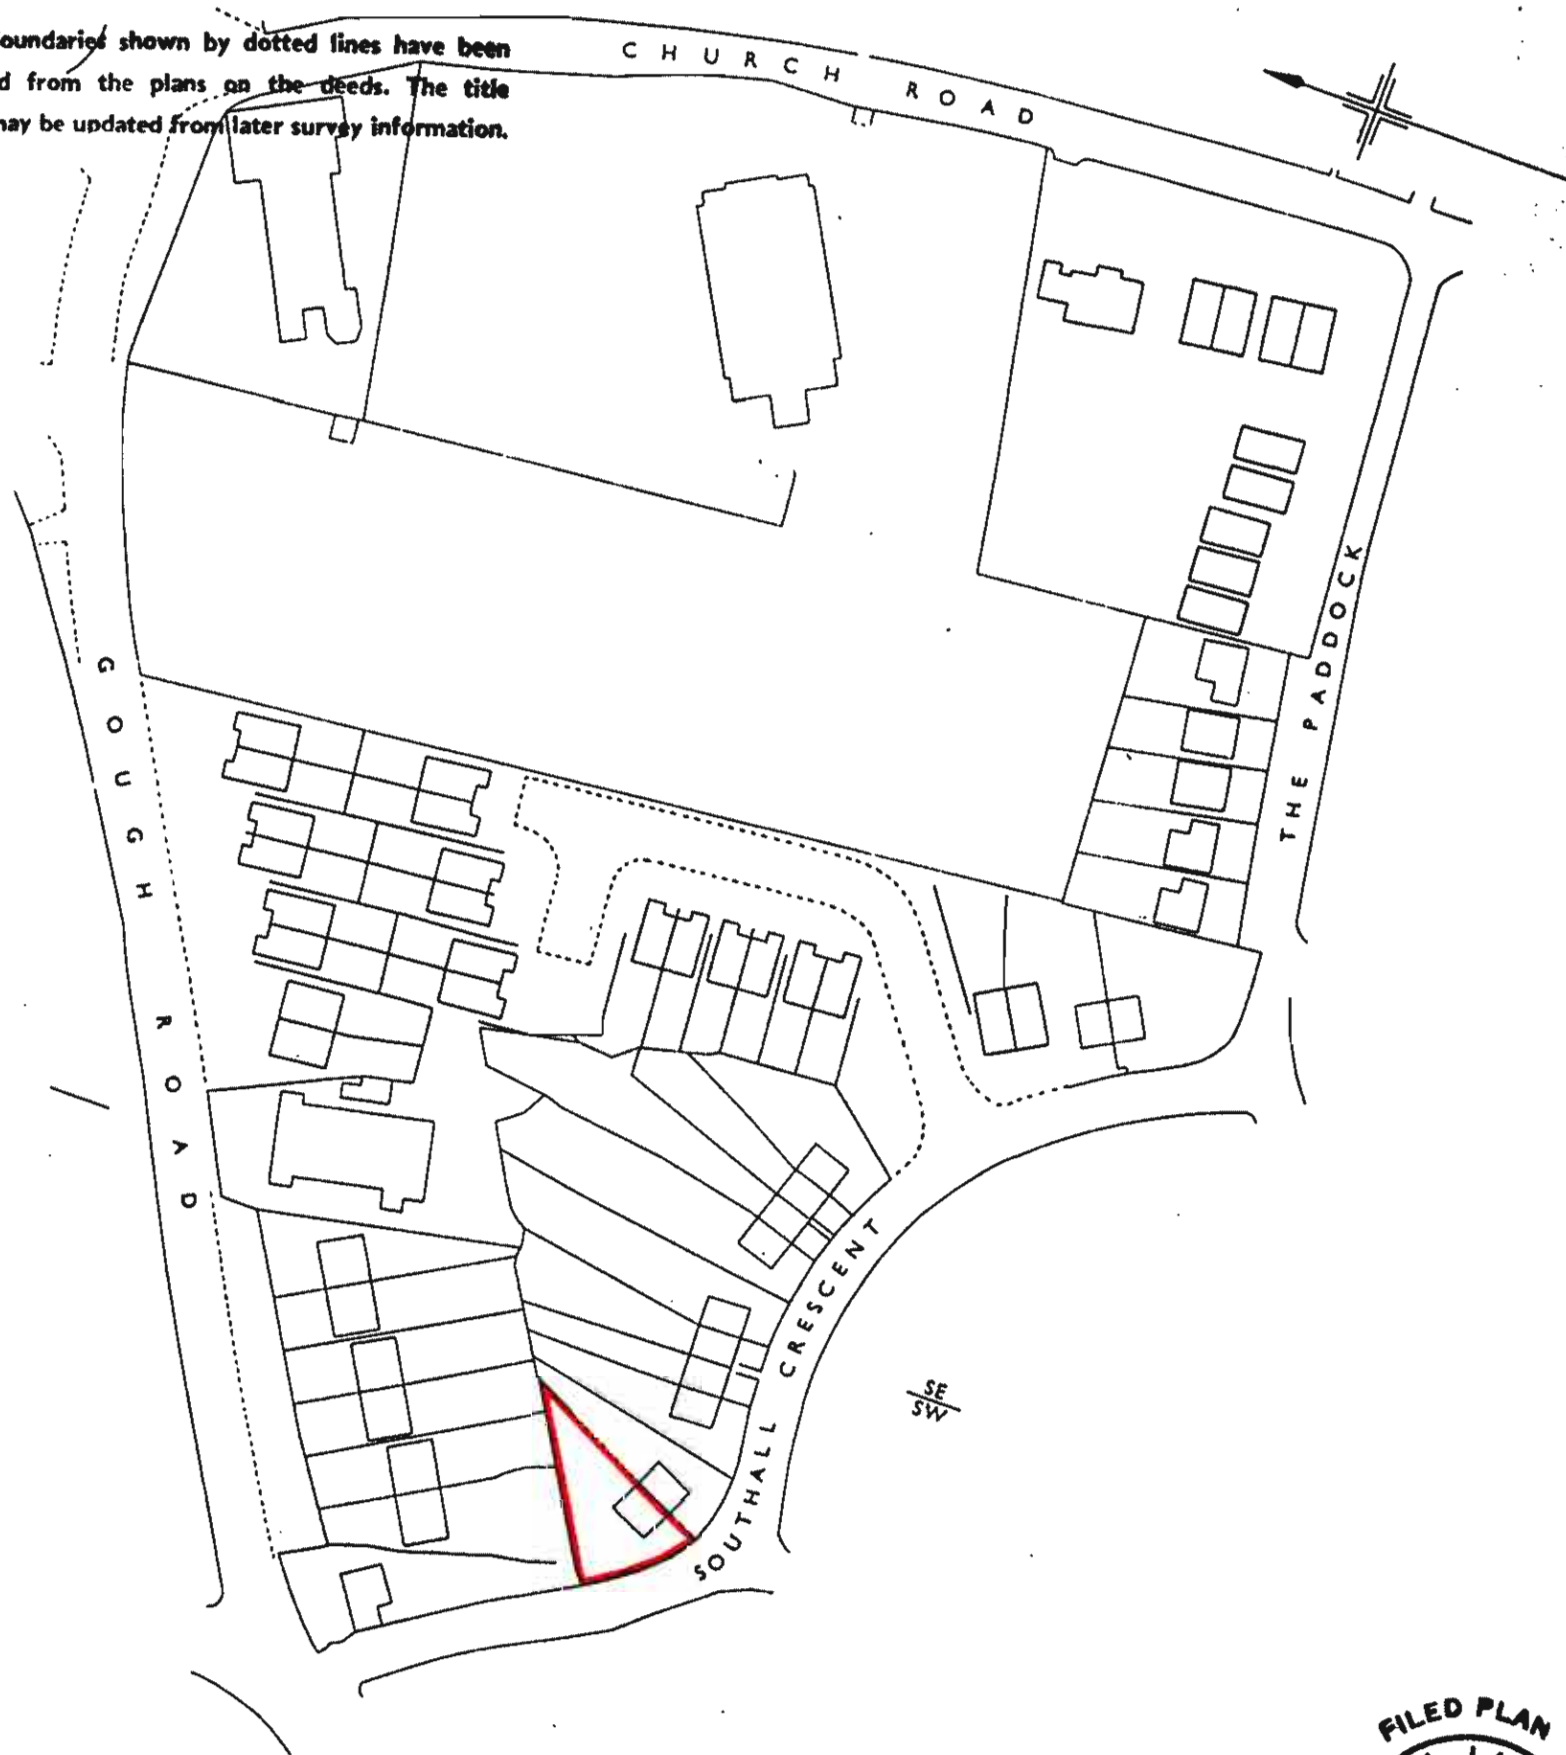 oundaries shown by dotted lines have been
d from the plans on the deeds. The title
nay be updated from later survey information.
CHURCH ROAD
THE PADDOCK
GOUGH ROAD
SOUTHALL CRESCENT
SE
SW
FILED PLAN